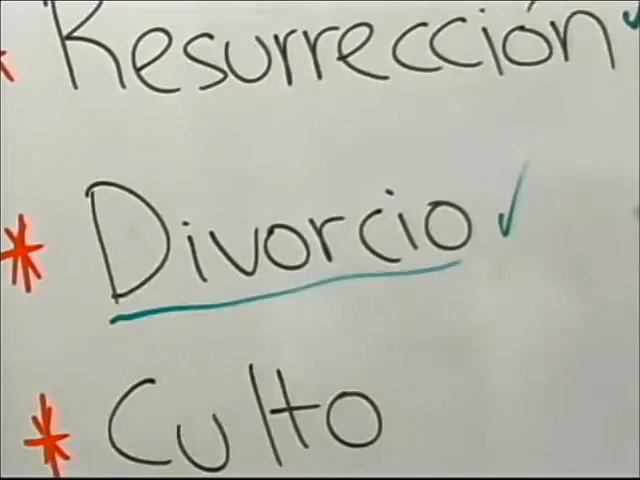 * Resurrección ✓
* Divorcio ✓
* Culto